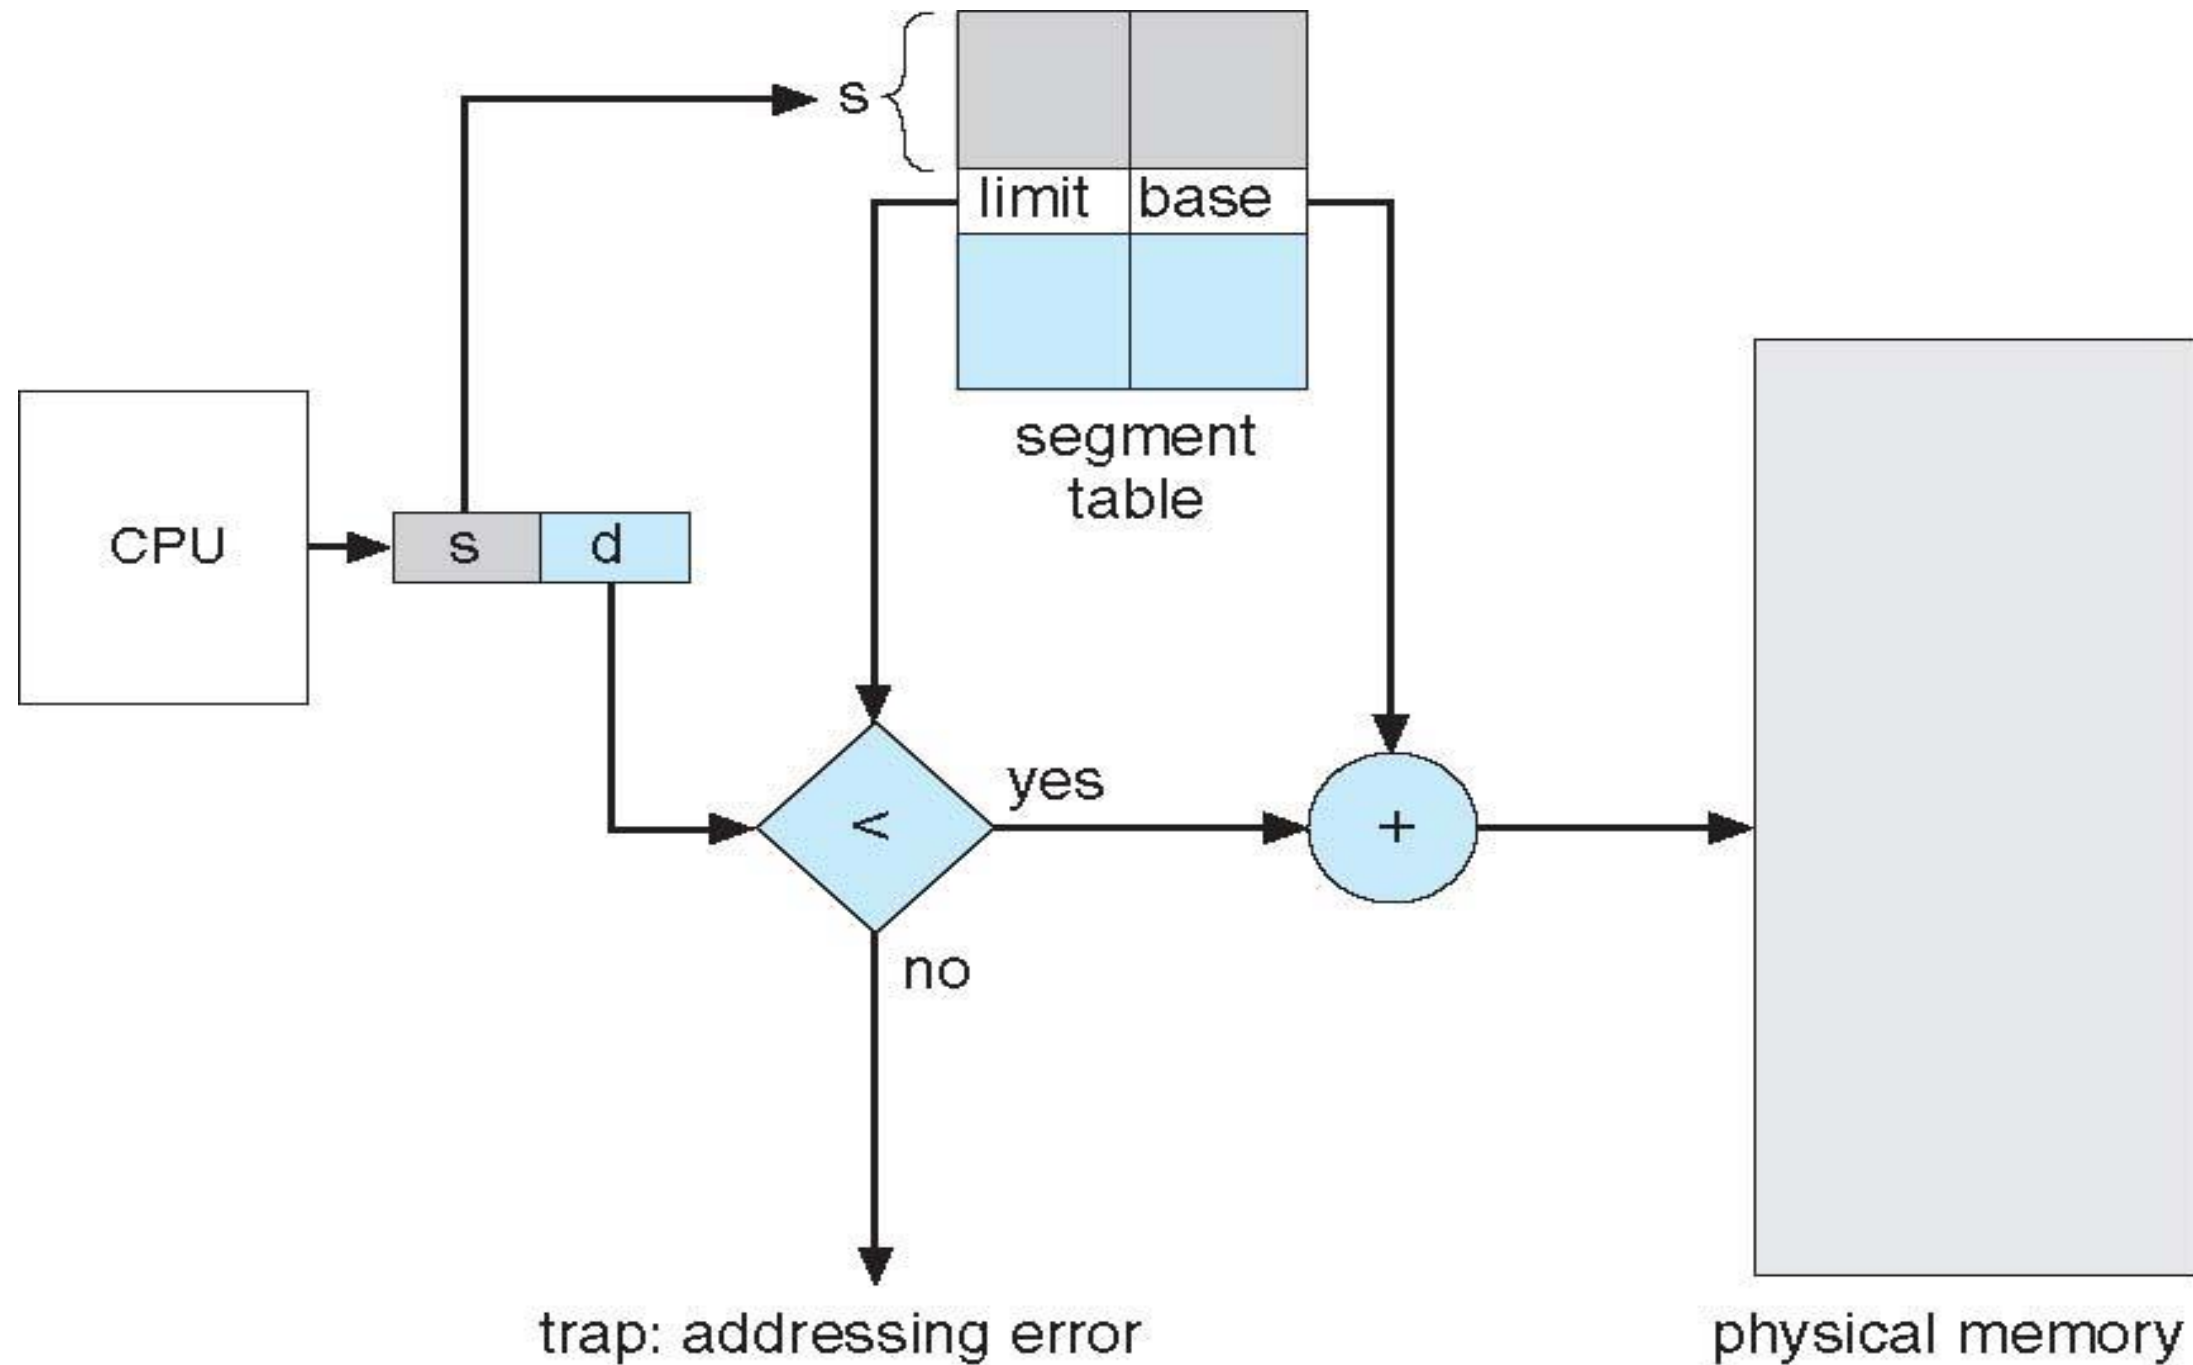 s
limit base
segment
table
CPU
s d
yes
<
+
no
trap: addressing error
physical memory